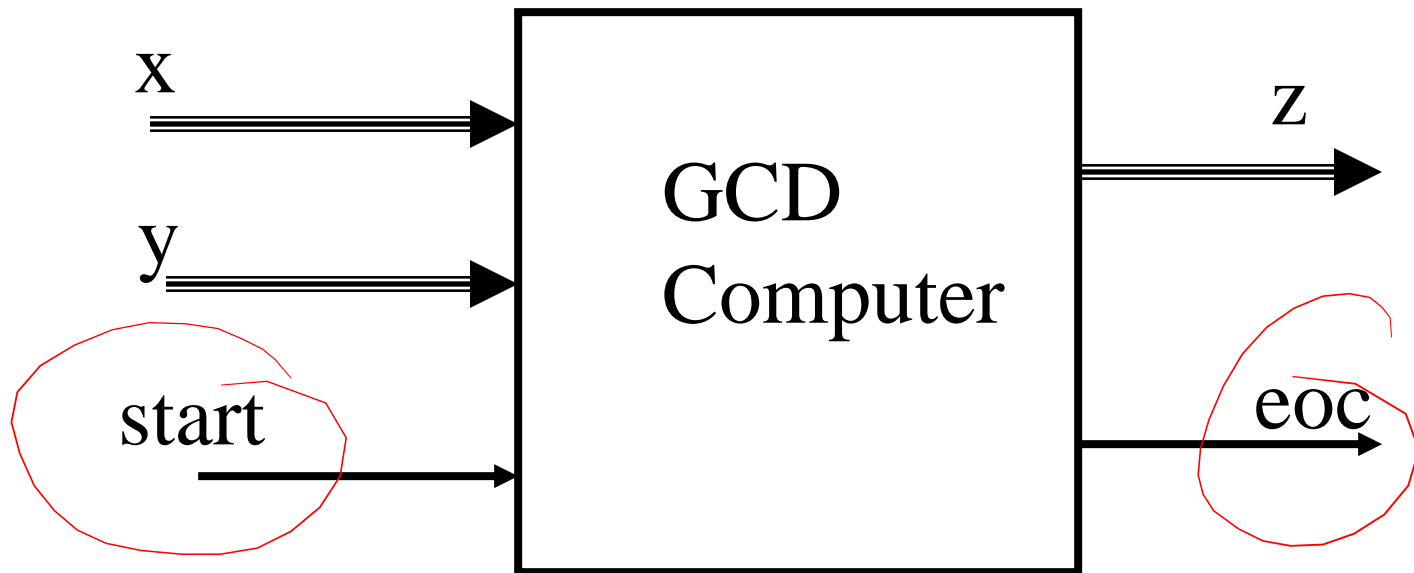 x
y
start
GCD
Computer
z
eoc